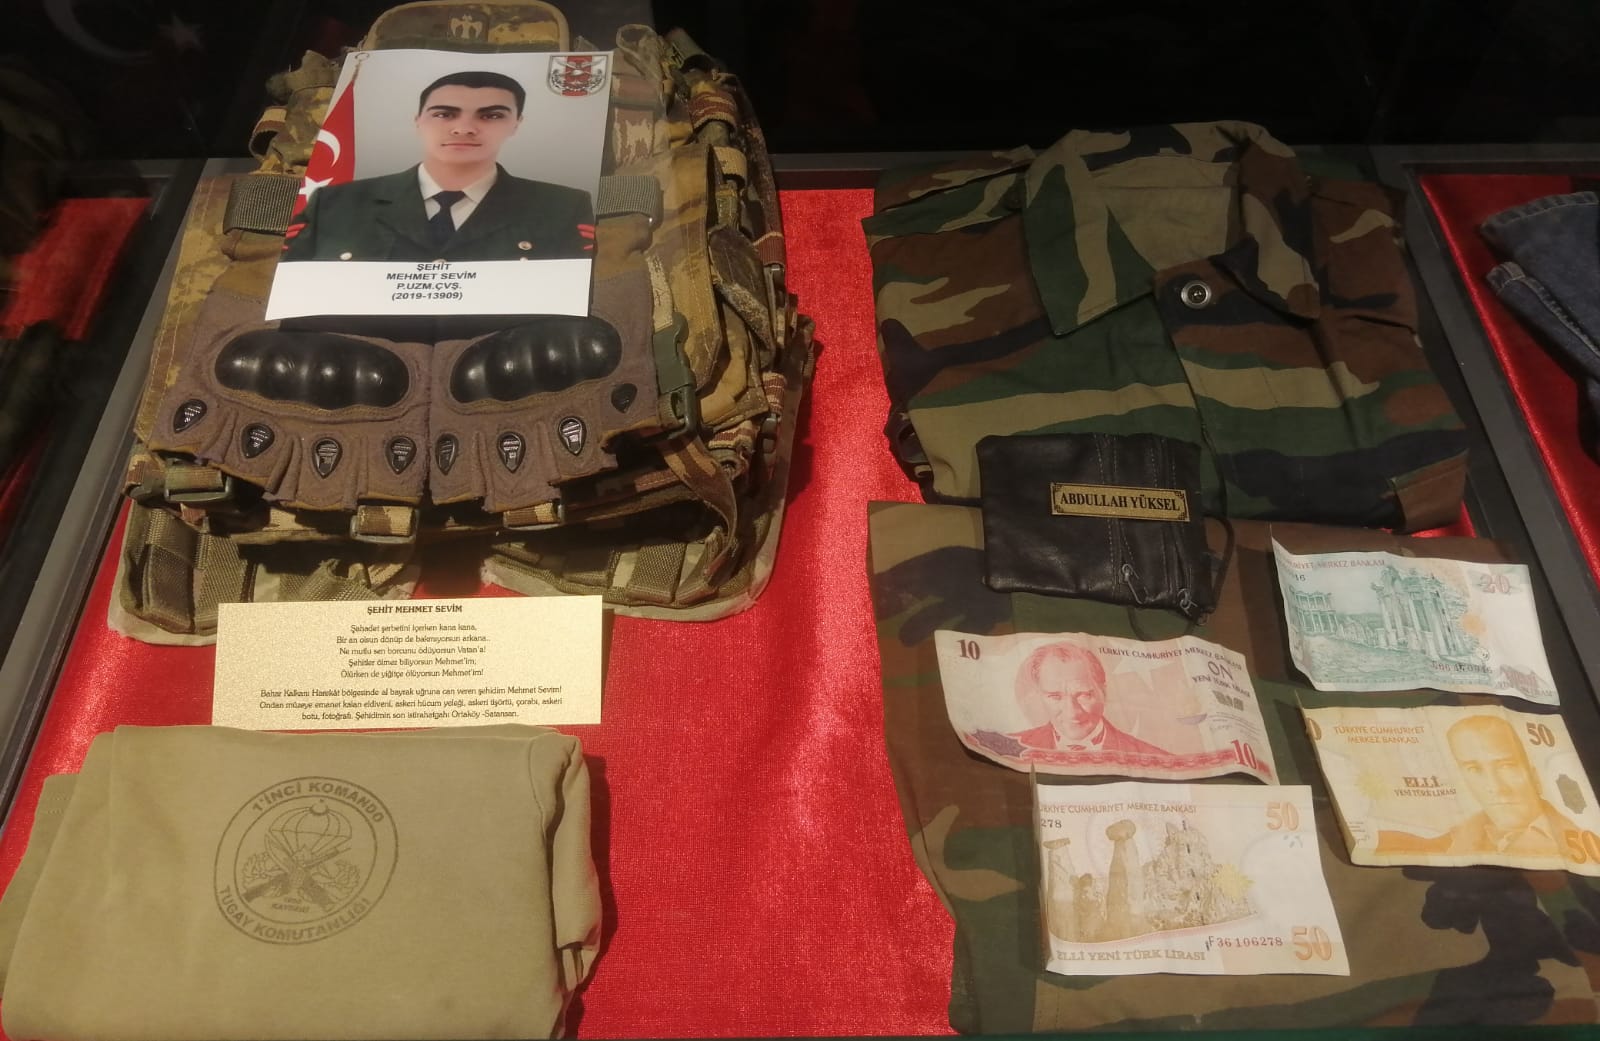 ŞEHİT
MEHMET SEVİM
P.UZM.ÇVŞ.
(2019-13909)
ŞEHİT MEHMET SEVİM
Şahadet şerbetini içerken kana kana,
Bir an olsun dönüp de bakmıyorsun arkana..
Ne mutlu sen borcunu ödüyorsun Vatan'a!
Şehitler ölmez biliyorsun Mehmet'im;
Ölürken de yiğitçe ölüyorsun Mehmet'im!
Bahar Kalkanı Harekât bölgesinde al bayrak uğruna can veren şehidim Mehmet Sevim!
Ondan müzeye emanet kalan eldiveni, askeri hücum yeleği, askeri tişörtü, çorabı, askeri
botu, fotoğrafı. Şehidimin son istirahatgahı Ortaköy -Satansarı.
1'İNCİ KOMANDO
KAYSERİ
TUGAY KOMUTANLIĞI
ABDULLAH YÜKSEL
10
TÜRKİYE CUMHURİYET MERKEZ BANKASI
ON
YENİ TÜRK LİRASI
10
RİYET MERKEZ BANKASI
20
TÜRKİYE CUMHURİYET
MERKEZ BANKASI
50
ELLİ
YENİ TÜRK LİRASI
50
RKİYE CUMHURİYET MERKEZ BANKASI
278
50
F36106278
50
ELLİ YENİ TÜRK LİRASI